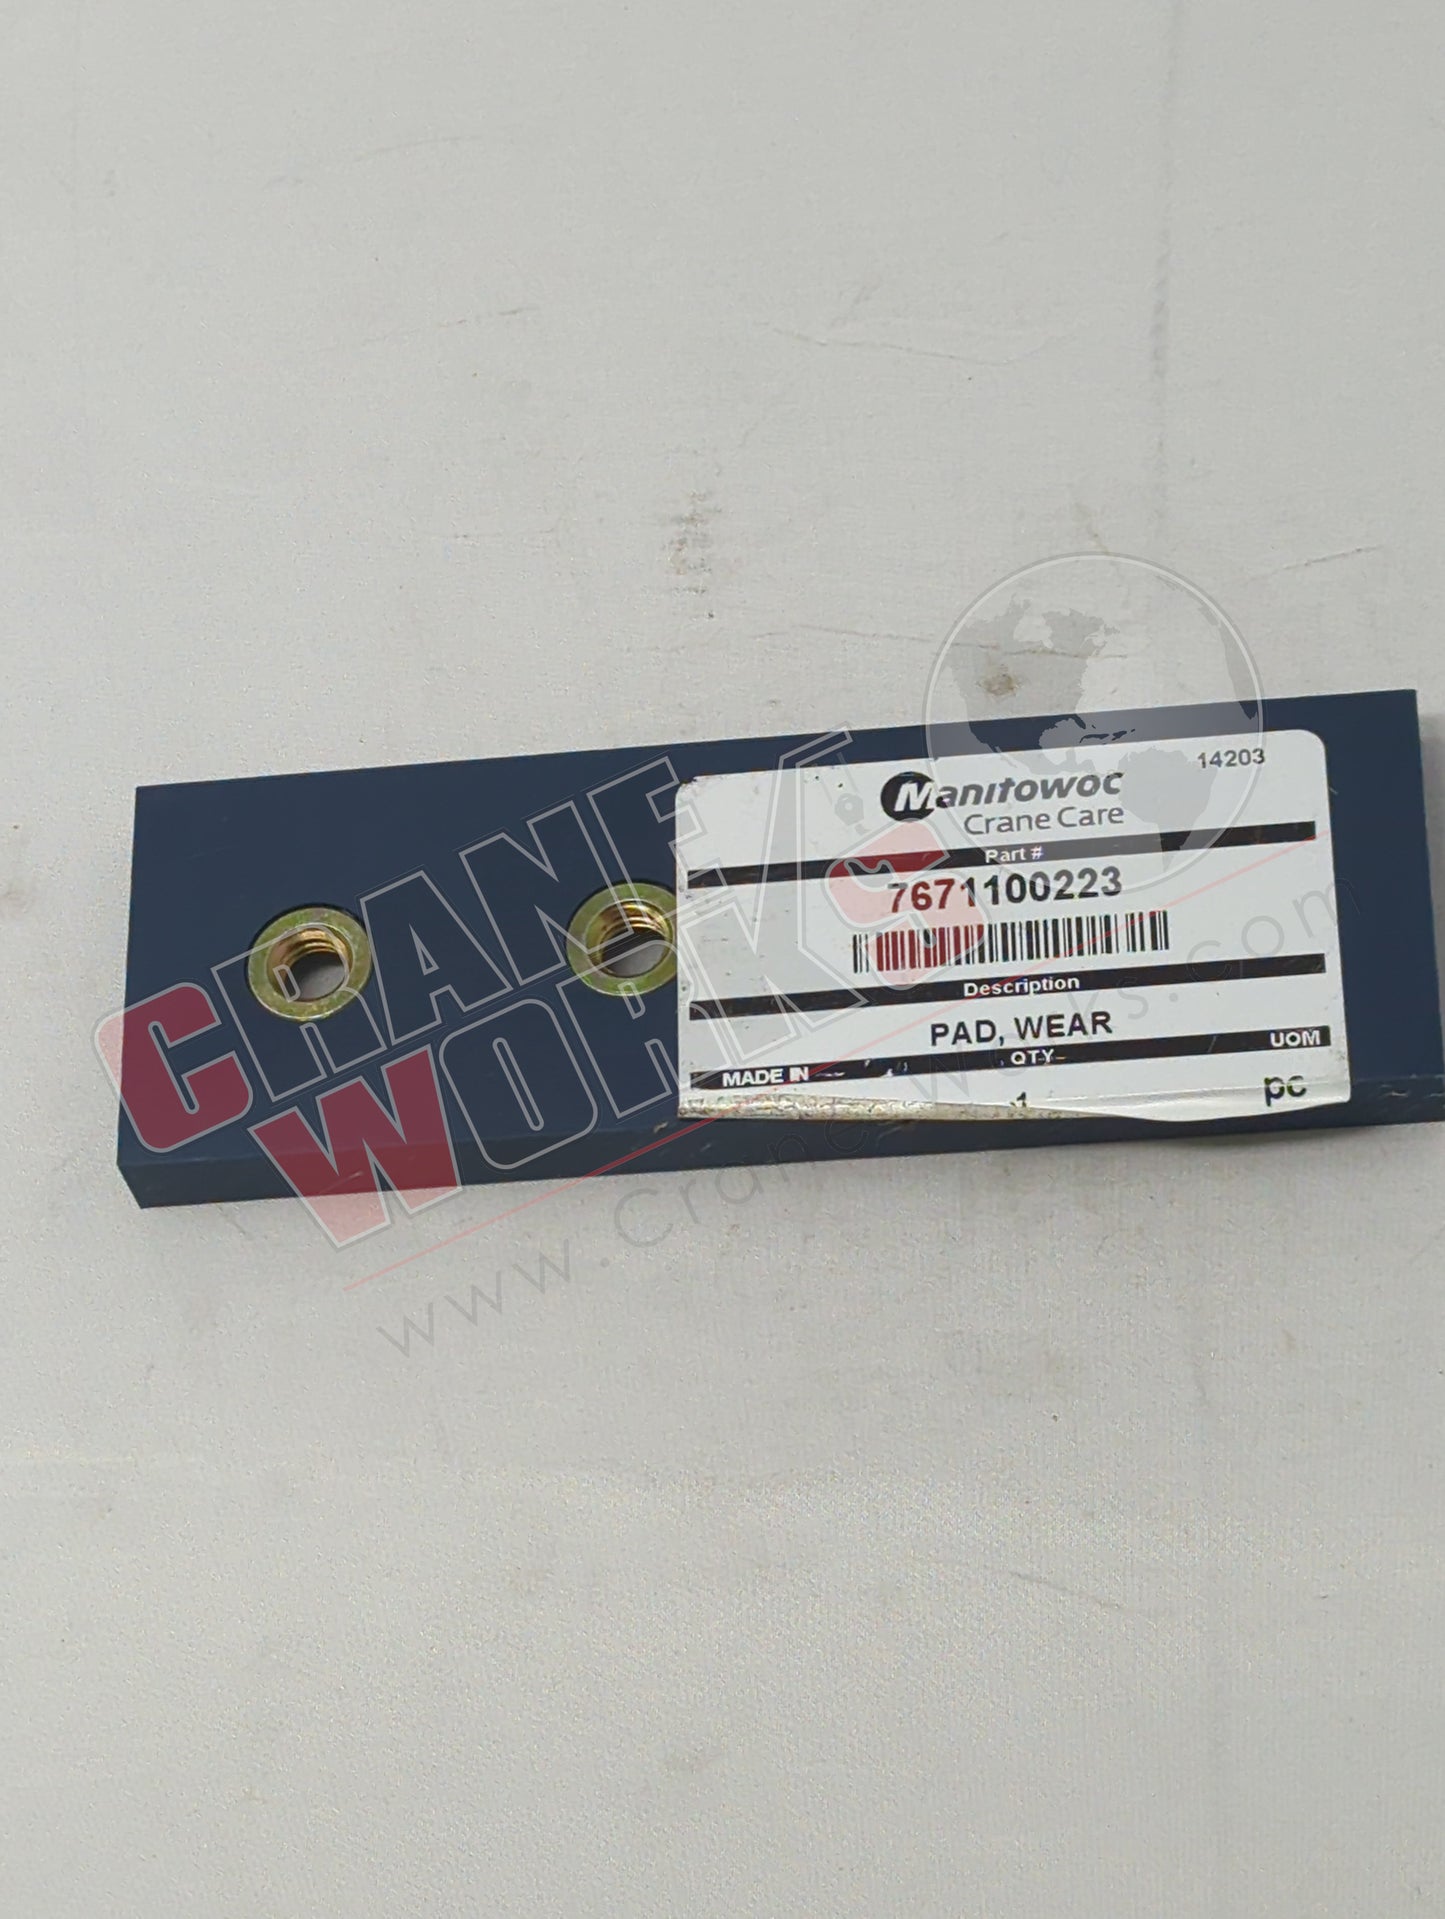 Manitowoc
Crane Care
14203
Part #
7671100223
Description
PAD, WEAR
MADE IN
QTY
UOM
1
pc
CRANE
WORKS
www.Craneworks.com